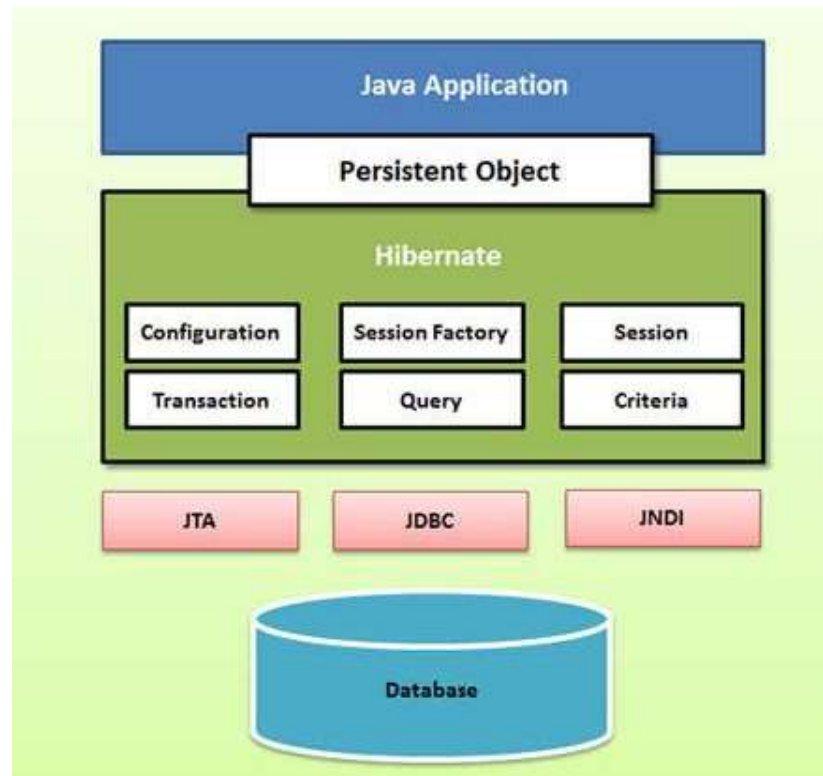 Java Application
Persistent Object
Hibernate
Configuration
Session Factory
Session
Transaction
Query
Criteria
JTA
JDBC
JNDI
Database